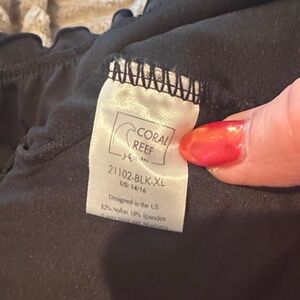 CORAL
REEF
21102-BLK-XL
US: 14/16
Designed in the US
82% Nylon, 18% Spandex